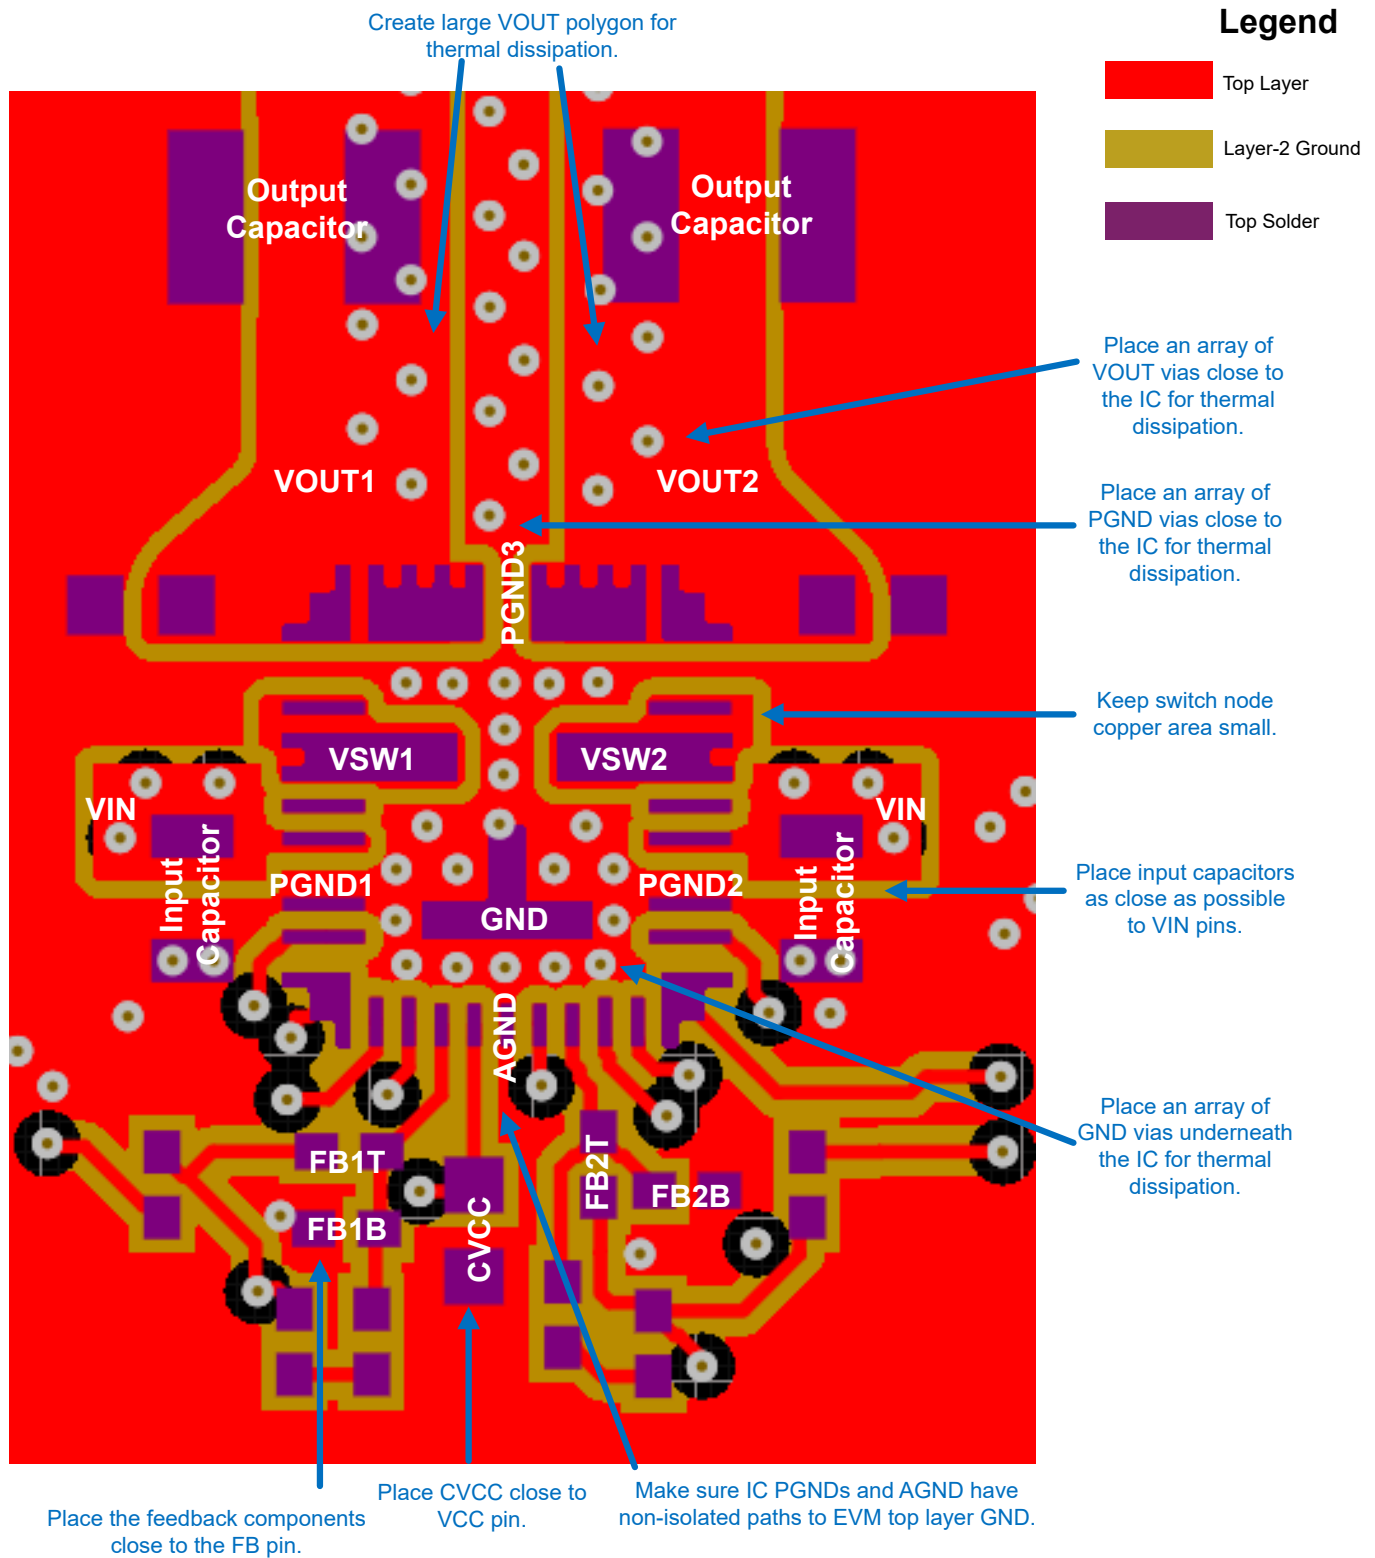 Create large VOUT polygon for
thermal dissipation.
Legend
Top Layer
Layer-2 Ground
Top Solder
Output
Capacitor
Output
Capacitor
Place an array of
VOUT vias close to
the IC for thermal
dissipation.
VOUT1
VOUT2
Place an array of
PGND vias close to
the IC for thermal
dissipation.
PGND3
Keep switch node
copper area small.
VSW1
VSW2
VIN
VIN
Input
Capacitor
Input
Capacitor
PGND1
PGND2
Place input capacitors
as close as possible
to VIN pins.
GND
AGND
Place an array of
GND vias underneath
the IC for thermal
dissipation.
FB1T
FB2T
FB2B
FB1B
CVCC
Place the feedback components
close to the FB pin.
Place CVCC close to
VCC pin.
Make sure IC PGNDs and AGND have
non-isolated paths to EVM top layer GND.